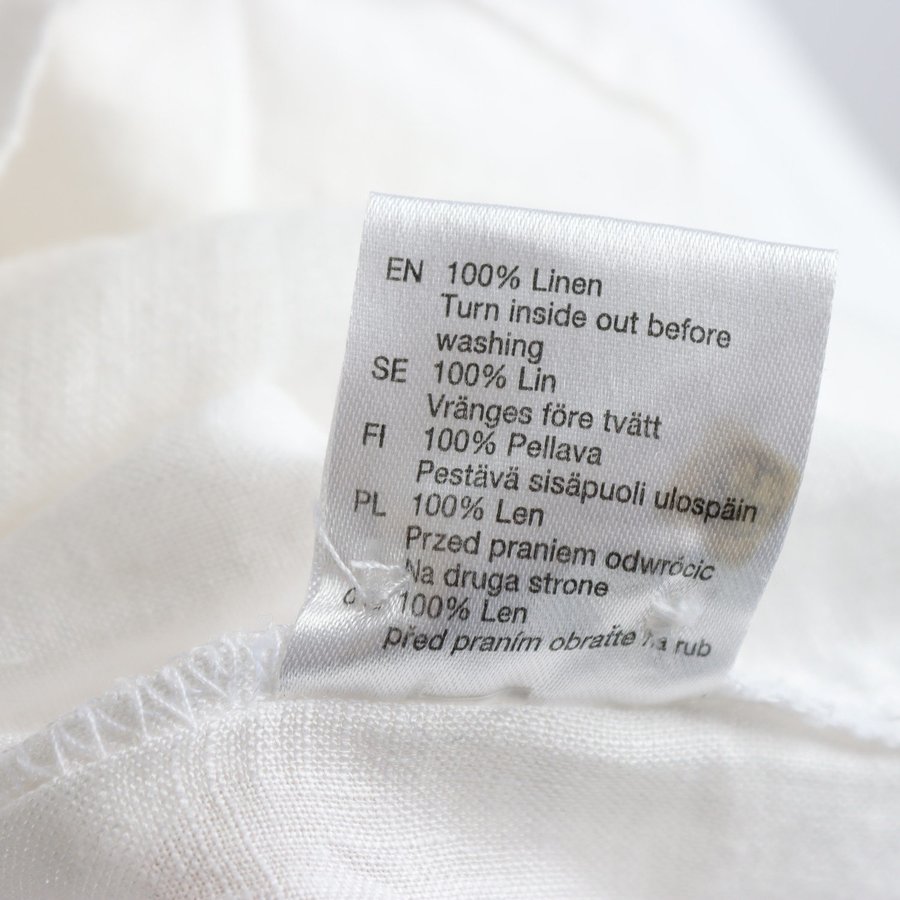 EN 100% Linen
Turn inside out before
washing
SE 100% Lin
Vränges före tvätt
FI 100% Pellava
Pestävä sisäpuoli ulospäin
PL 100% Len
Przed praniem odwrócic
Na druga strone
100% Len
před praním obraťte na rub